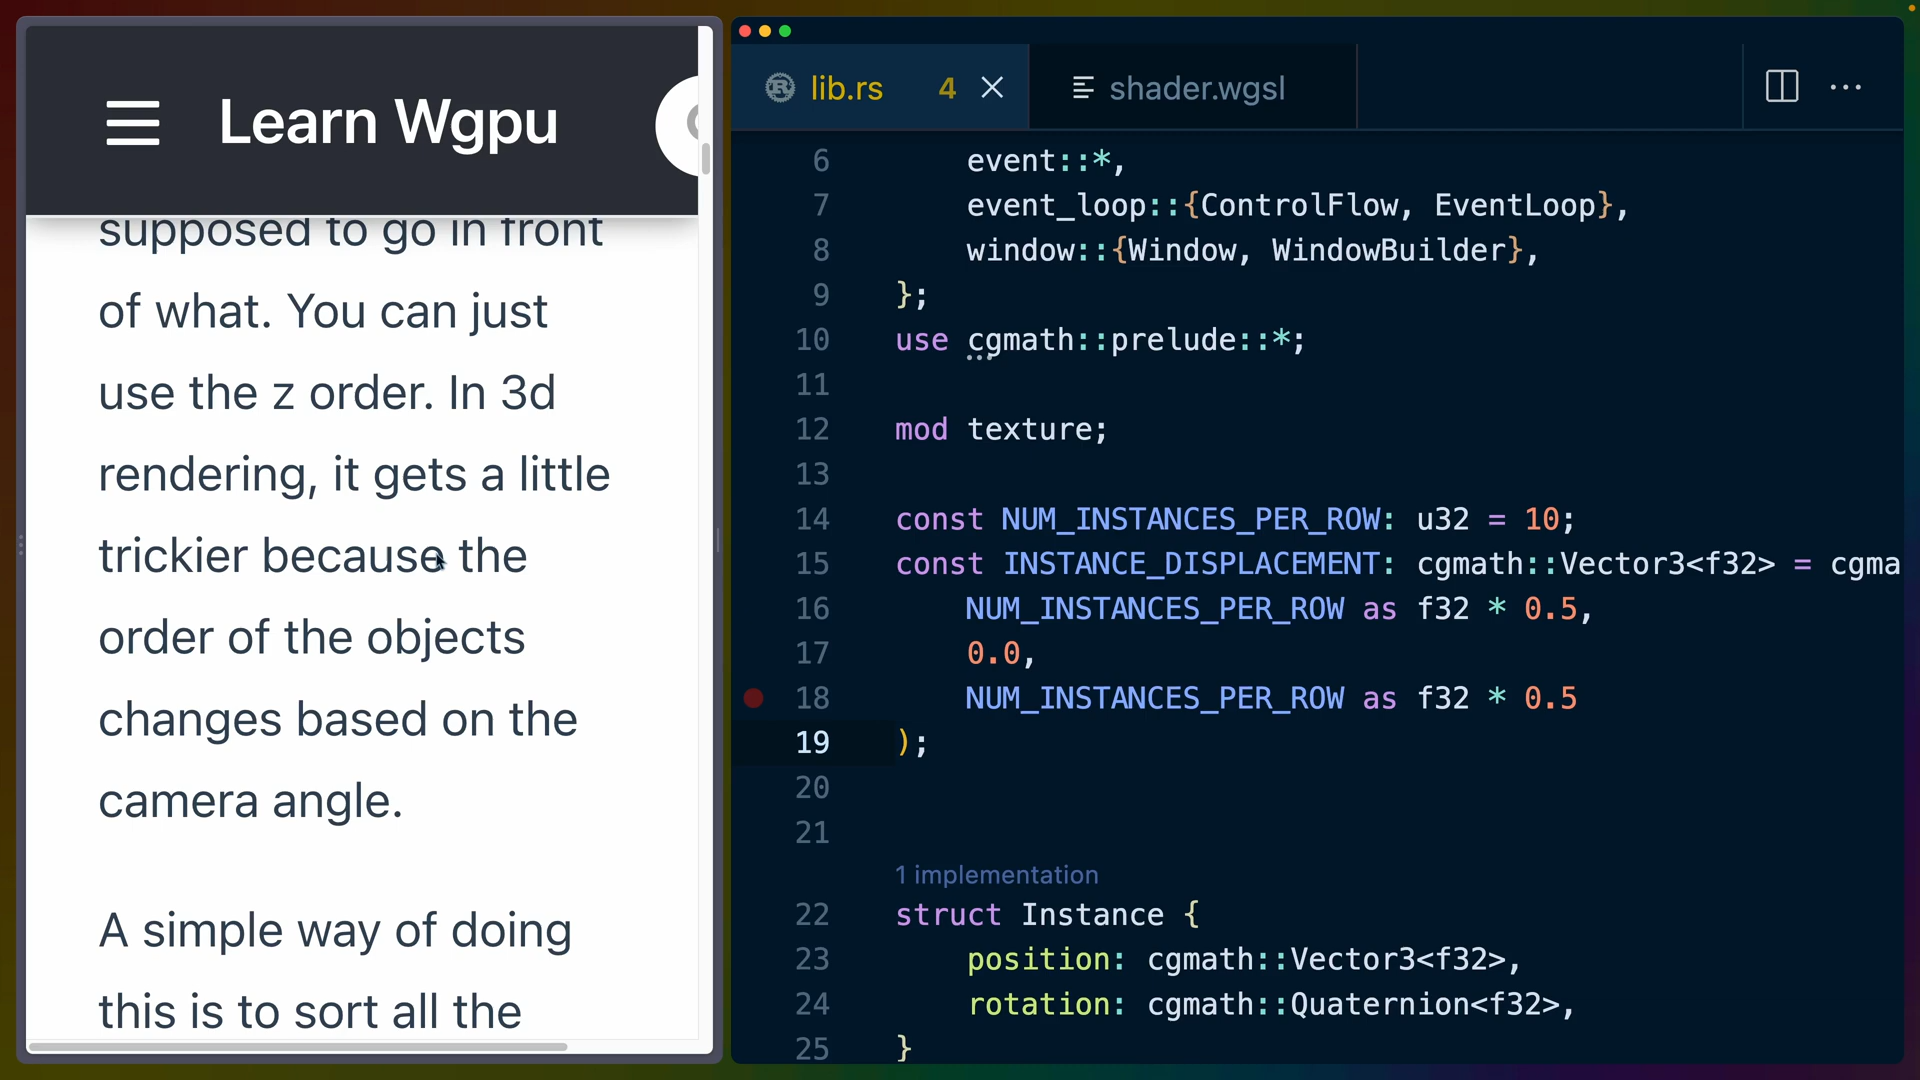 Learn Wgpu
supposed to go in front
of what. You can just
use the z order. In 3d
rendering, it gets a little
trickier because the
order of the objects
changes based on the
camera angle.
A simple way of doing
this is to sort all the
lib.rs 4
shader.wgsl
6 event::*,
7 event_loop::{ControlFlow, EventLoop},
8 window::{Window, WindowBuilder},
9 };
10 use cgmath::prelude::*;
11
12 mod texture;
13
14 const NUM_INSTANCES_PER_ROW: u32 = 10;
15 const INSTANCE_DISPLACEMENT: cgmath::Vector3<f32> = cgma
16 NUM_INSTANCES_PER_ROW as f32 * 0.5,
17 0.0,
18 NUM_INSTANCES_PER_ROW as f32 * 0.5
19 );
20
21
1 implementation
22 struct Instance {
23 position: cgmath::Vector3<f32>,
24 rotation: cgmath::Quaternion<f32>,
25 }